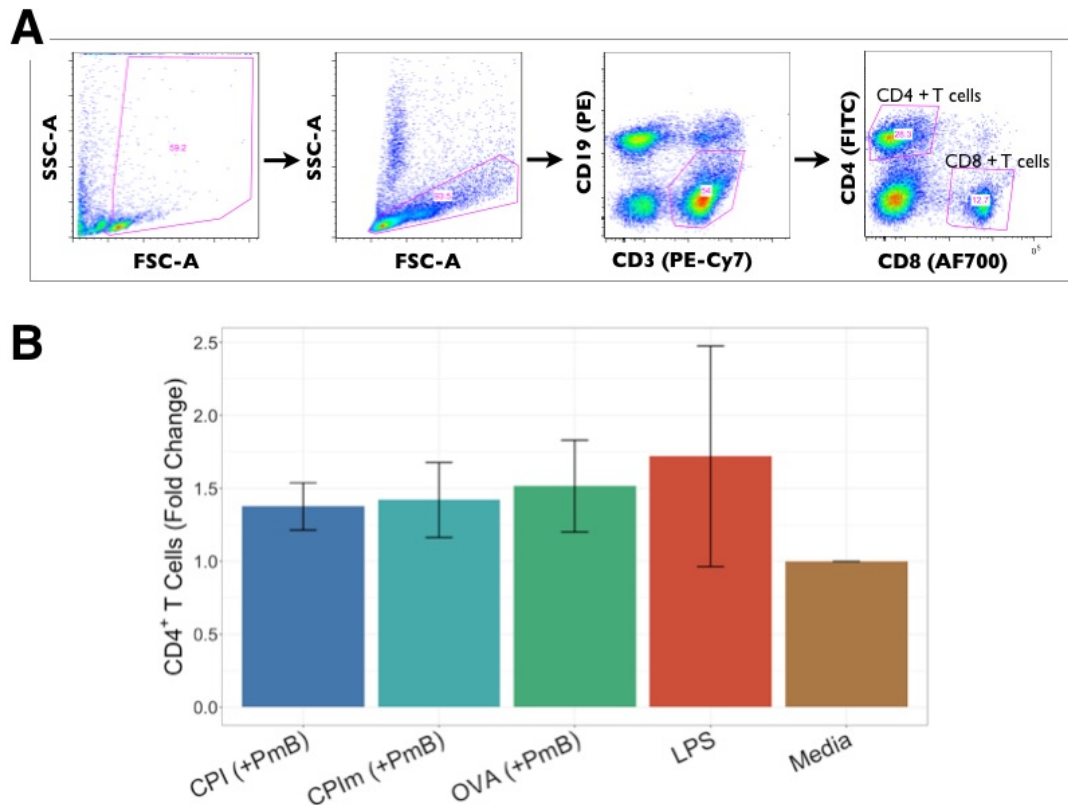 A
SSC-A
59.2
FSC-A
SSC-A
FSC-A
CD19 (PE)
54
CD3 (PE-Cy7)
CD4 (FITC)
CD4 + T cells
28.3
CD8 + T cells
12.7
CD8 (AF700)
B
CD4+ T Cells (Fold Change)
2.5
2.0
1.5
1.0
0.5
0.0
CPI (+PmB)
CPIm (+PmB)
OVA (+PmB)
LPS
Media